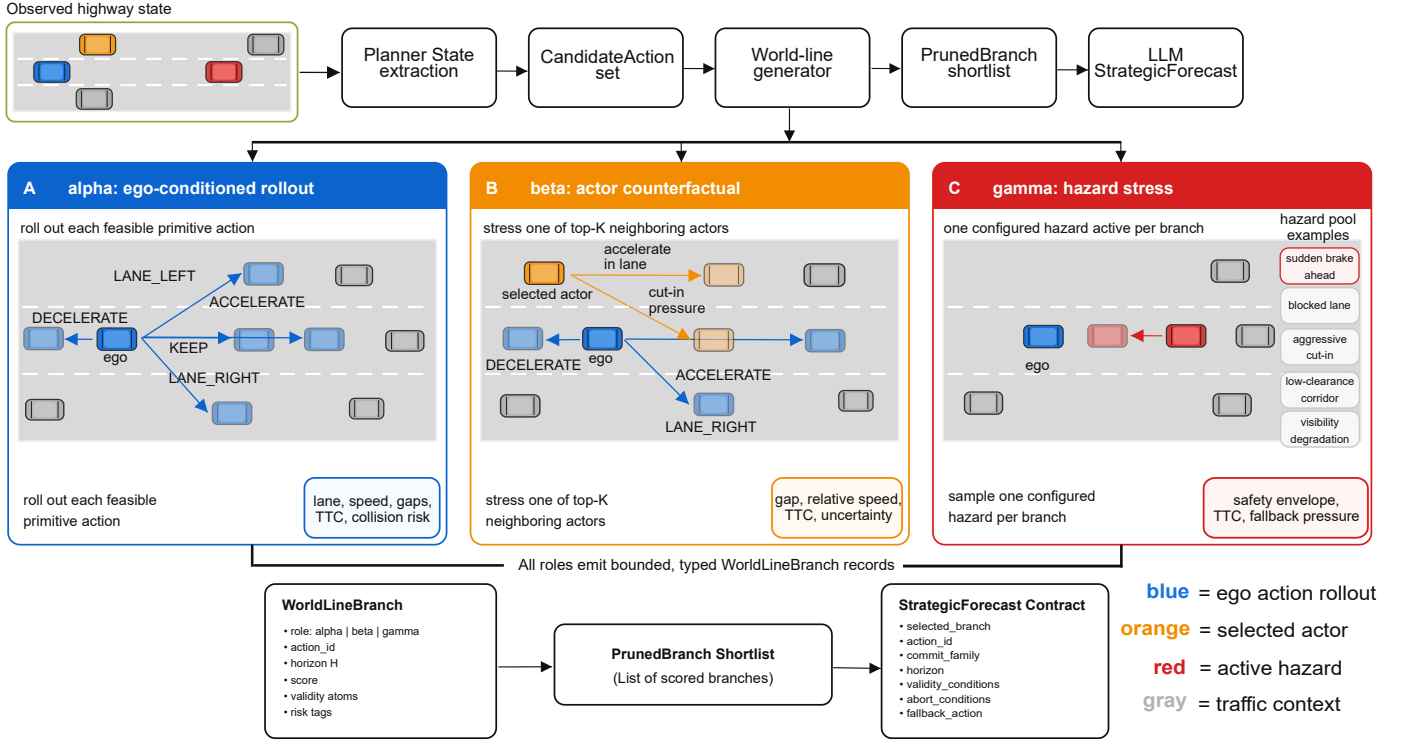 Observed highway state
Planner State
extraction
CandidateAction
set
World-line
generator
PrunedBranch
shortlist
LLM
StrategicForecast
A alpha: ego-conditioned rollout
roll out each feasible primitive action
LANE_LEFT
ACCELERATE
DECELERATE
KEEP
ego
LANE_RIGHT
roll out each feasible
primitive action
lane, speed, gaps,
TTC, collision risk
B beta: actor counterfactual
stress one of top-K neighboring actors
accelerate
in lane
selected actor
cut-in
pressure
ego
DECELERATE
ACCELERATE
LANE_RIGHT
stress one of top-K
neighboring actors
gap, relative speed,
TTC, uncertainty
C gamma: hazard stress
one configured hazard active per branch
hazard pool
examples
sudden brake
ahead
blocked lane
aggressive
cut-in
low-clearance
corridor
visibility
degradation
ego
sample one configured
hazard per branch
safety envelope,
TTC, fallback pressure
All roles emit bounded, typed WorldLineBranch records
WorldLineBranch
• role: alpha | beta | gamma
• action_id
• horizon H
• score
• validity atoms
• risk tags
PrunedBranch Shortlist
(List of scored branches)
StrategicForecast Contract
• selected_branch
• action_id
• commit_family
• horizon
• validity_conditions
• abort_conditions
• fallback_action
blue = ego action rollout
orange = selected actor
red = active hazard
gray = traffic context